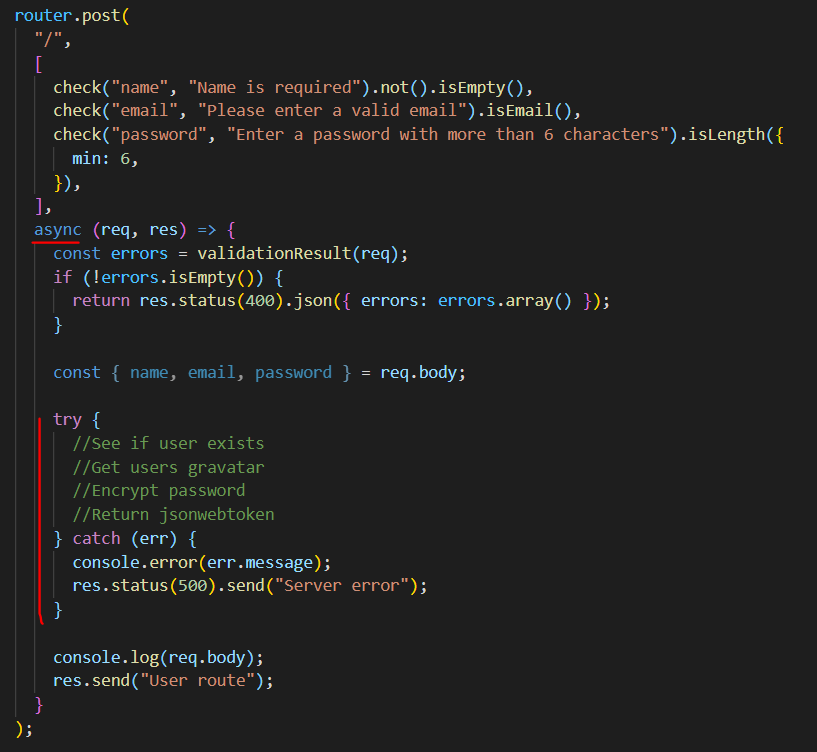 router.post(
"/",
[
check("name", "Name is required").not().isEmpty(),
check("email", "Please enter a valid email").isEmail(),
check("password", "Enter a password with more than 6 characters").isLength({
min: 6,
}),
],
async (req, res) => {
const errors = validationResult(req);
if (!errors.isEmpty()) {
return res.status(400).json({ errors: errors.array() });
}
const { name, email, password } = req.body;
try {
//See if user exists
//Get users gravatar
//Encrypt password
//Return jsonwebtoken
} catch (err) {
console.error(err.message);
res.status(500).send("Server error");
}
console.log(req.body);
res.send("User route");
}
);